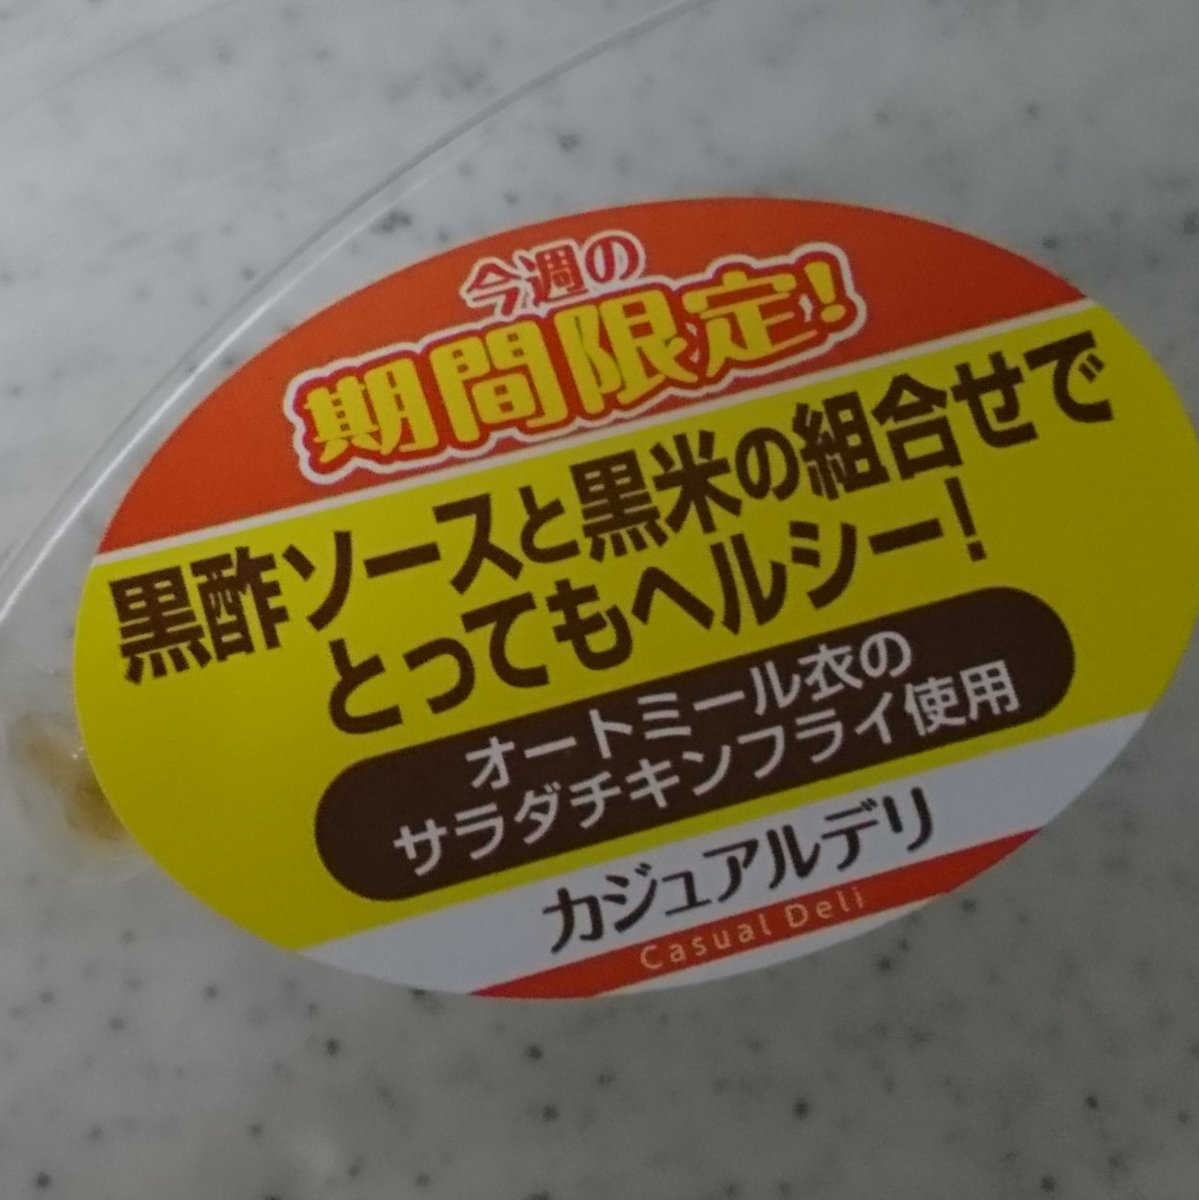 今週の
期間限定!
黒酢ソースと黒米の組合せで
とってもヘルシー!
オートミール衣の
サラダチキンフライ使用
カジュアルデリ
Casual Deli